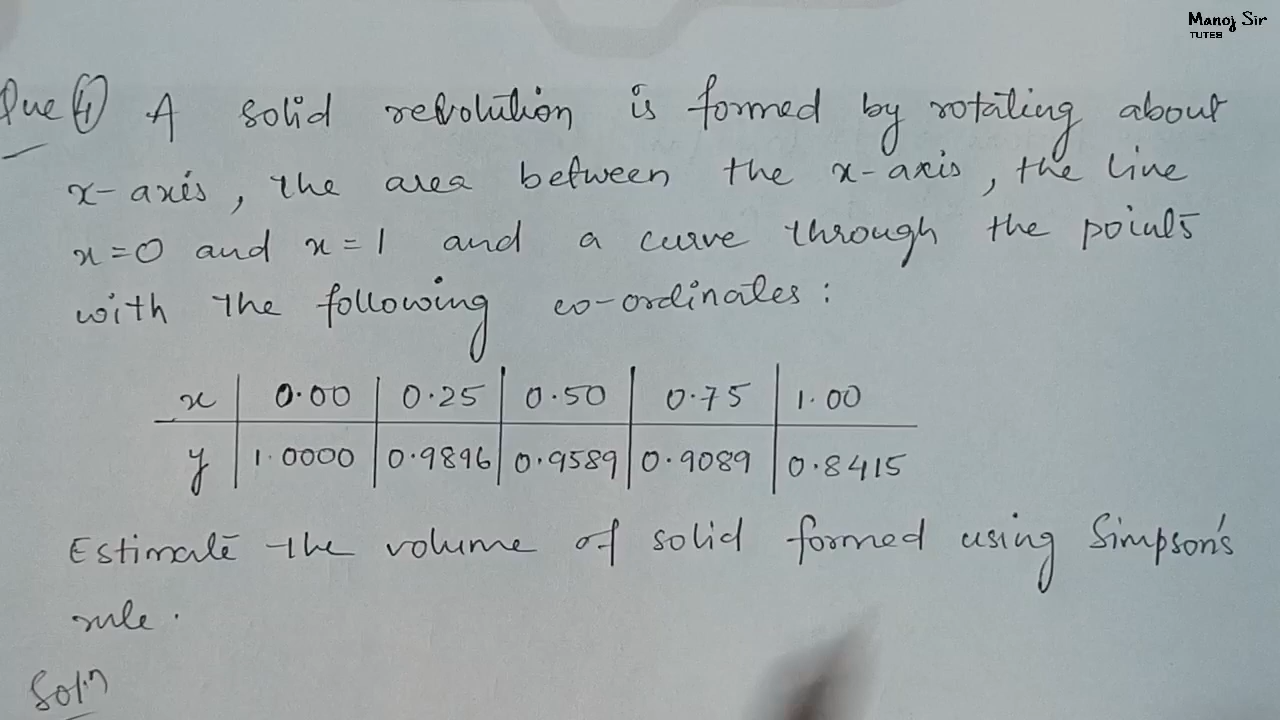 Manoj Sir
TUTES
Que (4) A solid revolution is formed by rotating about
x-axis, the area between the x-axis, the line
x=0 and x=1 and a curve through the points
with the following co-ordinates:
x | 0.00 | 0.25 | 0.50 | 0.75 | 1.00
y | 1.0000 | 0.9896 | 0.9589 | 0.9089 | 0.8415
Estimate the volume of solid formed using Simpson's
rule.
Sol.n